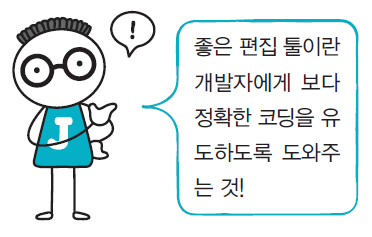 !
좋은 편집 툴이란
개발자에게 보다
정확한 코딩을 유
도하도록 도와주
는 것!
J